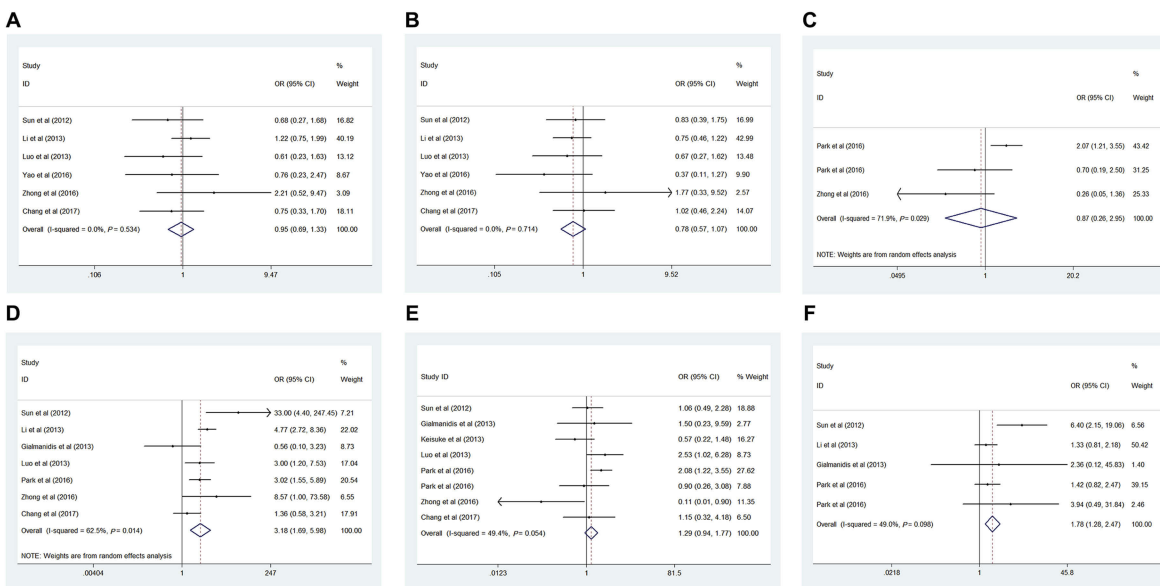 A
Study %
ID OR (95% CI) Weight
Sun et al (2012) 0.68 (0.27, 1.68) 16.82
Li et al (2013) 1.22 (0.75, 1.99) 40.19
Luo et al (2013) 0.61 (0.23, 1.63) 13.12
Yao et al (2016) 0.76 (0.23, 2.47) 8.67
Zhong et al (2016) 2.21 (0.52, 9.47) 3.09
Chang et al (2017) 0.75 (0.33, 1.70) 18.11
Overall (I-squared = 0.0%, P = 0.534) 0.95 (0.69, 1.33) 100.00
.106 1 9.47
B
Study %
ID OR (95% CI) Weight
Sun et al (2012) 0.83 (0.39, 1.75) 16.99
Li et al (2013) 0.75 (0.46, 1.22) 42.99
Luo et al (2013) 0.67 (0.27, 1.62) 13.48
Yao et al (2016) 0.37 (0.11, 1.27) 9.90
Zhong et al (2016) 1.77 (0.33, 9.52) 2.57
Chang et al (2017) 1.02 (0.46, 2.24) 14.07
Overall (I-squared = 0.0%, P = 0.714) 0.78 (0.57, 1.07) 100.00
.105 1 9.52
C
Study %
ID OR (95% CI) Weight
Park et al (2016) 2.07 (1.21, 3.55) 43.42
Park et al (2016) 0.70 (0.19, 2.50) 31.25
Zhong et al (2016) 0.26 (0.05, 1.36) 25.33
Overall (I-squared = 71.9%, P= 0.029) 0.87 (0.26, 2.95) 100.00
NOTE: Weights are from random effects analysis
.0495 1 20.2
D
Study %
ID OR (95% CI) Weight
Sun et al (2012) 33.00 (4.40, 247.45) 7.21
Li et al (2013) 4.77 (2.72, 8.36) 22.02
Gialmanidis et al (2013) 0.56 (0.10, 3.23) 8.73
Luo et al (2013) 3.00 (1.20, 7.53) 17.04
Park et al (2016) 3.02 (1.55, 5.89) 20.54
Zhong et al (2016) 8.57 (1.00, 73.58) 6.55
Chang et al (2017) 1.36 (0.58, 3.21) 17.91
Overall (I-squared = 62.5%, P = 0.014) 3.18 (1.69, 5.98) 100.00
NOTE: Weights are from random effects analysis
.00404 1 247
E
Study ID OR (95% CI) % Weight
Sun et al (2012) 1.06 (0.49, 2.28) 18.88
Gialmanidis et al (2013) 1.50 (0.23, 9.59) 2.77
Keisuke et al (2013) 0.57 (0.22, 1.48) 16.27
Luo et al (2013) 2.53 (1.02, 6.28) 8.73
Park et al (2016) 2.08 (1.22, 3.55) 27.62
Park et al (2016) 0.90 (0.26, 3.08) 7.88
Zhong et al (2016) 0.11 (0.01, 0.90) 11.35
Chang et al (2017) 1.15 (0.32, 4.18) 6.50
Overall (I-squared = 49.4%, P = 0.054) 1.29 (0.94, 1.77) 100.00
.0123 1 81.5
F
Study %
ID OR (95% CI) Weight
Sun et al (2012) 6.40 (2.15, 19.06) 6.56
Li et al (2013) 1.33 (0.81, 2.18) 50.42
Gialmanidis et al (2013) 2.36 (0.12, 45.83) 1.40
Park et al (2016) 1.42 (0.82, 2.47) 39.15
Park et al (2016) 3.94 (0.49, 31.84) 2.46
Overall (I-squared = 49.0%, P = 0.098) 1.78 (1.28, 2.47) 100.00
.0218 1 45.8